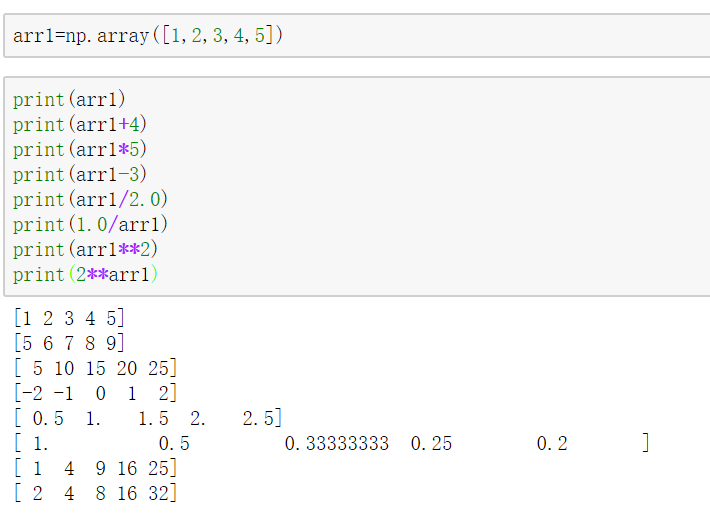 arr1=np.array([1,2,3,4,5])
print(arr1)
print(arr1+4)
print(arr1*5)
print(arr1-3)
print(arr1/2.0)
print(1.0/arr1)
print(arr1**2)
print(2**arr1)
[1 2 3 4 5]
[5 6 7 8 9]
[ 5 10 15 20 25]
[-2 -1  0  1  2]
[ 0.5  1.   1.5  2.   2.5]
[ 1.          0.5         0.33333333  0.25        0.2       ]
[ 1  4  9 16 25]
[ 2  4  8 16 32]